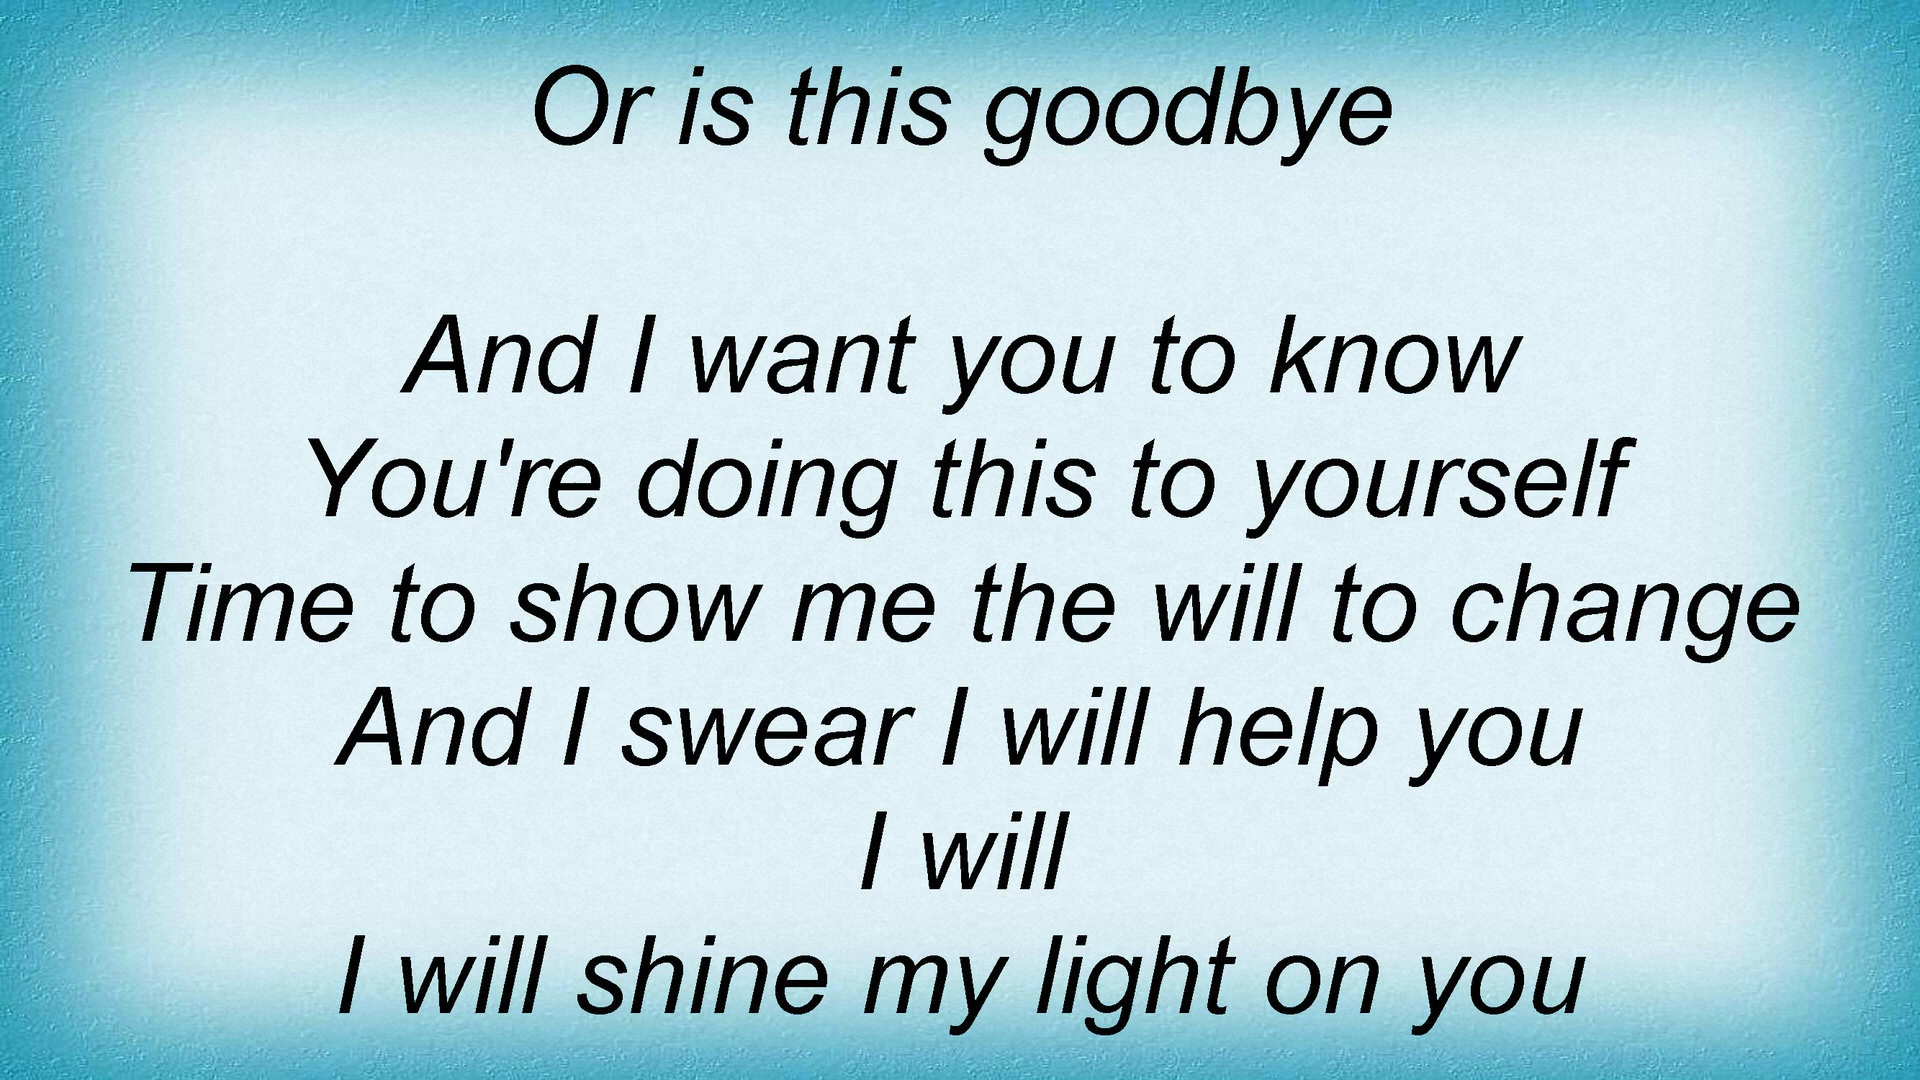 Or is this goodbye
And I want you to know
You're doing this to yourself
Time to show me the will to change
And I swear I will help you
I will
I will shine my light on you